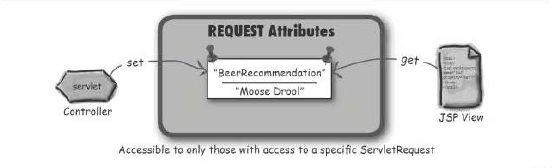 REQUEST Attributes
set
get
"BeerRecommendation"
"Moose Drool"
servlet
Controller
JSP View
Accessible to only those with access to a specific ServletRequest